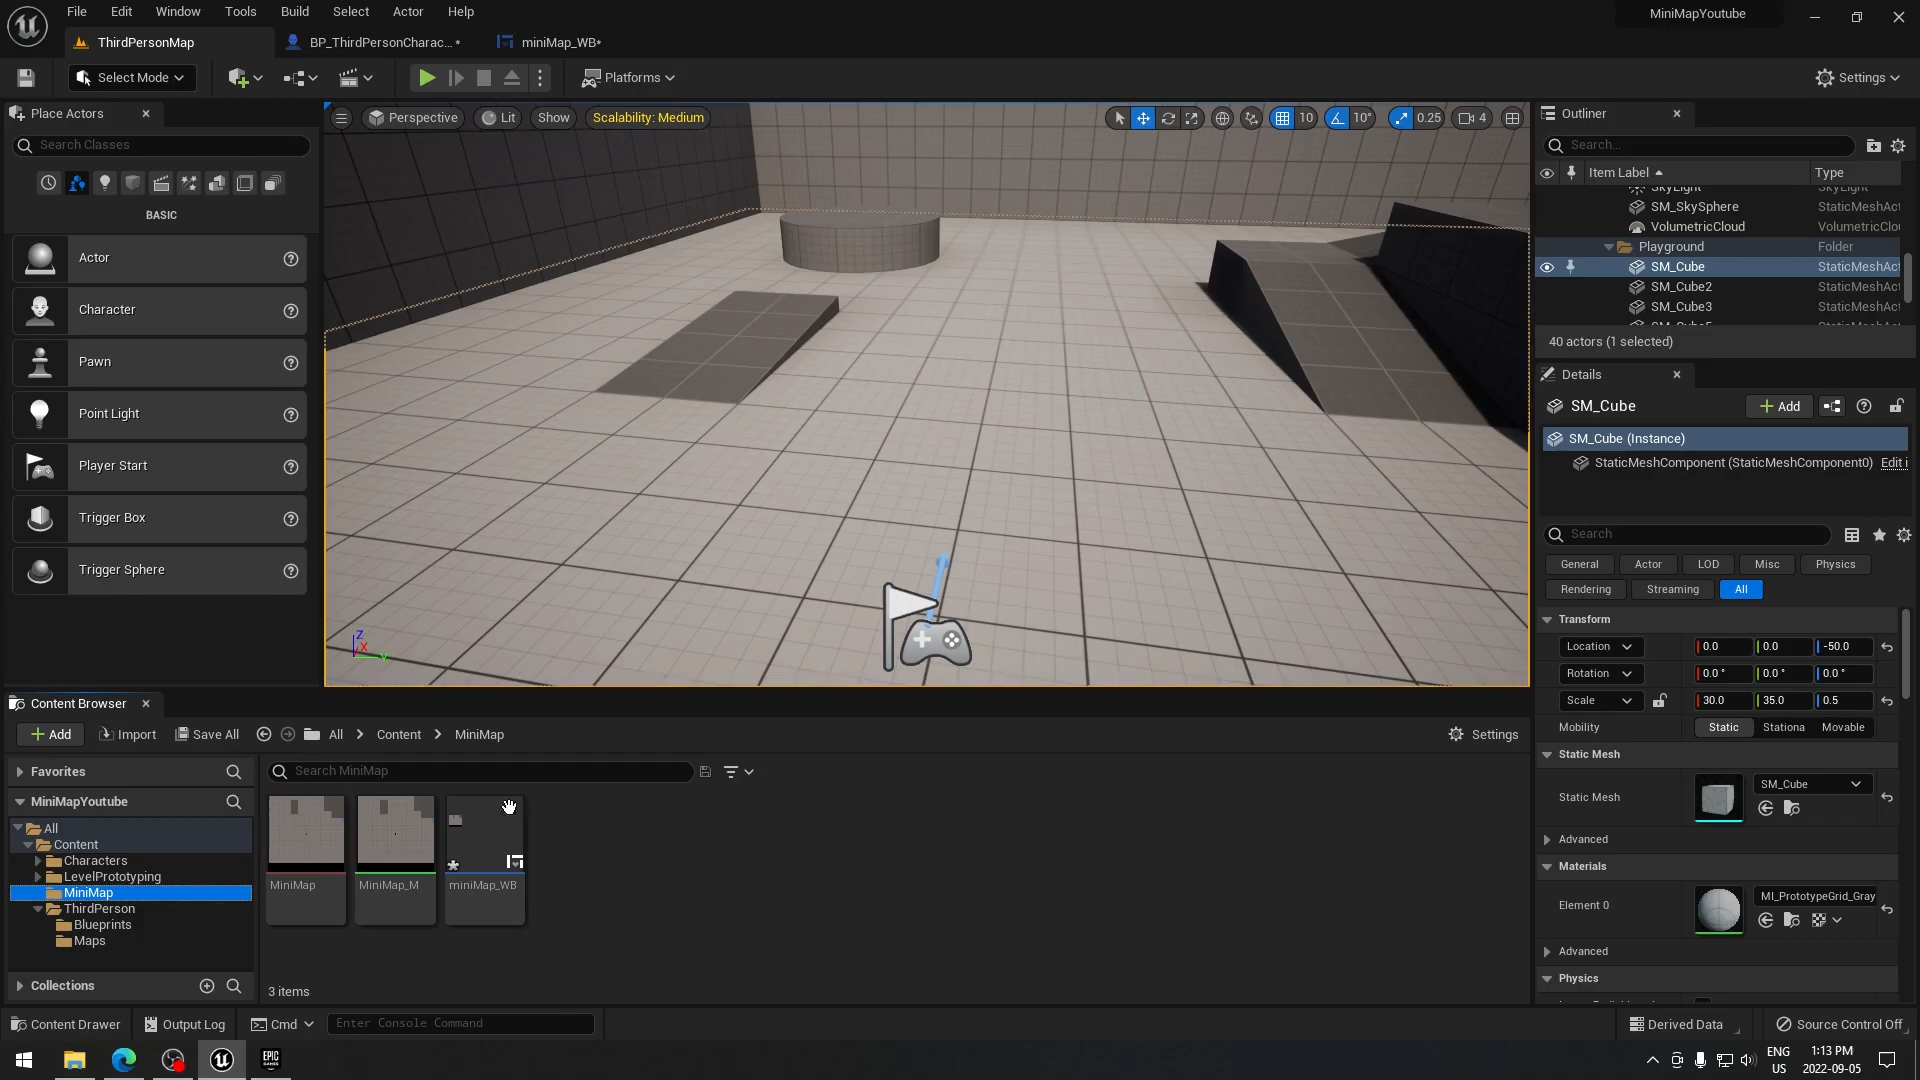 File Edit Window Tools Build Select Actor Help
MiniMapYoutube
ThirdPersonMap
BP_ThirdPersonCharac... *
miniMap_WB*
Select Mode
Platforms
Settings
Place Actors
Search Classes
BASIC
Actor
Character
Pawn
Point Light
Player Start
Trigger Box
Trigger Sphere
Perspective
Lit
Show
Scalability: Medium
10
10°
0.25
4
Z
X
Y
Outliner
Search...
Item Label
Type
SkyLight SkyLight
SM_SkySphere StaticMeshAct
VolumetricCloud VolumetricClou
Playground Folder
SM_Cube StaticMeshAct
SM_Cube2 StaticMeshAct
SM_Cube3 StaticMeshAct
40 actors (1 selected)
Details
SM_Cube
Add
SM_Cube (Instance)
StaticMeshComponent (StaticMeshComponent0) Edit i
Search
General Actor LOD Misc Physics
Rendering Streaming All
Transform
Location 0.0 0.0 -50.0
Rotation 0.0 ° 0.0 ° 0.0 °
Scale 30.0 35.0 0.5
Mobility Static Stationa Movable
Static Mesh
Static Mesh
SM_Cube
Advanced
Materials
Element 0
MI_PrototypeGrid_Gray
Advanced
Physics
Content Browser
Add
Import
Save All
All
Content
MiniMap
Settings
Favorites
MiniMapYoutube
All
Content
Characters
LevelPrototyping
MiniMap
ThirdPerson
Blueprints
Maps
Collections
Search MiniMap
MiniMap
MiniMap_M
miniMap_WB
3 items
Content Drawer
Output Log
Cmd
Enter Console Command
Derived Data
Source Control Off
EPIC
GAMES
ENG
US
1:13 PM
2022-09-05